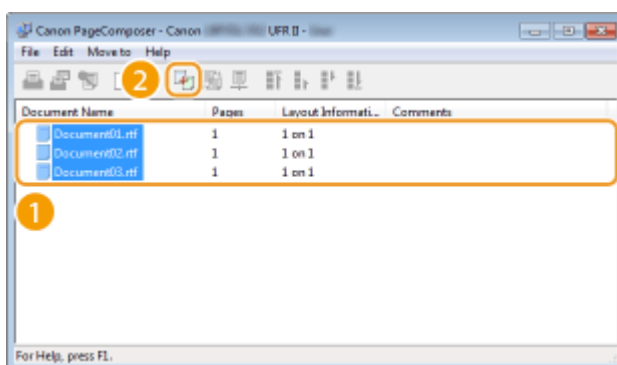 Canon PageComposer - Canon UFR II -
File Edit Move to Help
2
Document Name Pages Layout Informati... Comments
Document01.rtf 1 1 on 1
Document02.rtf 1 1 on 1
Document03.rtf 1 1 on 1
1
For Help, press F1.